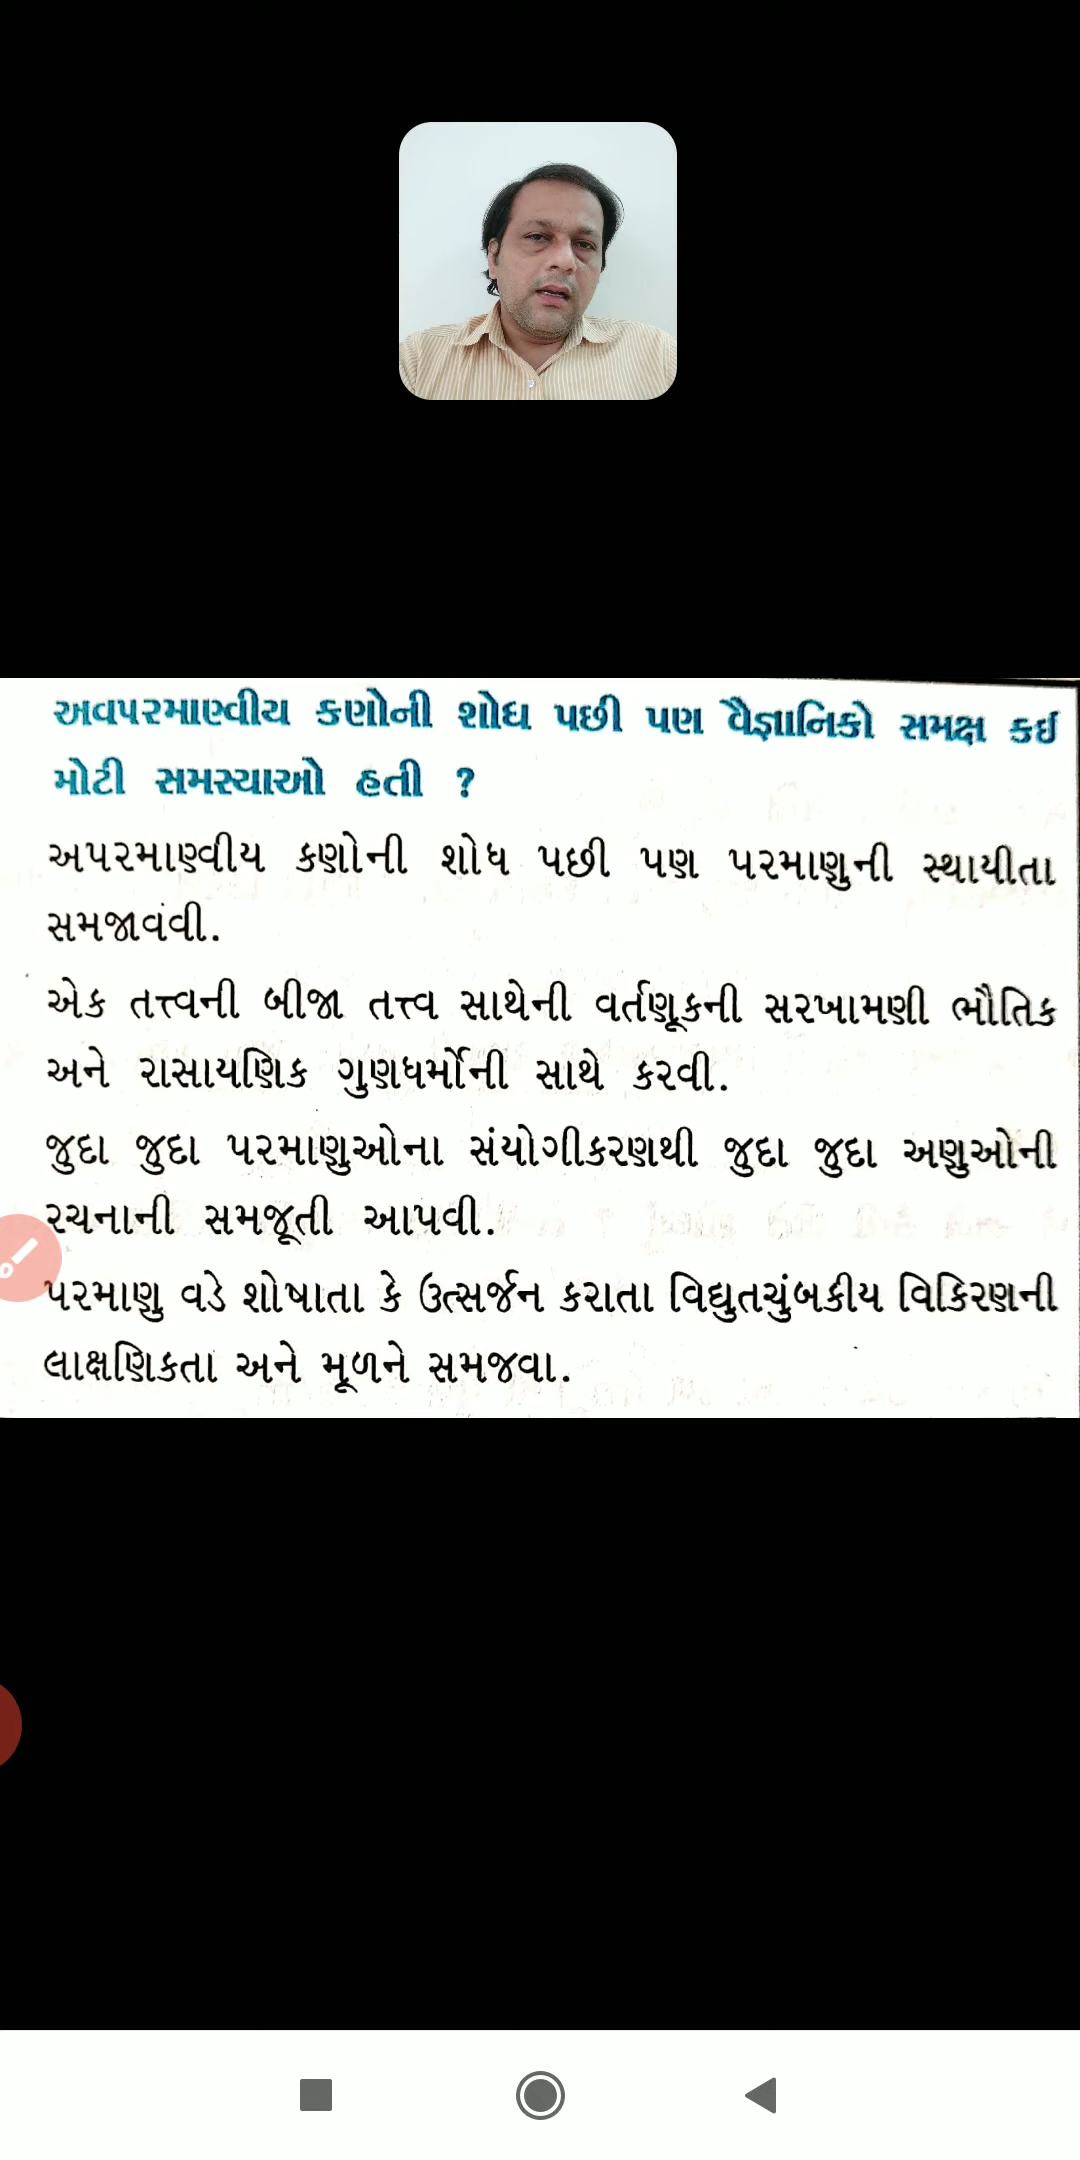 અવપરમાણ્વીય કણોની શોધ પછી પણ વૈજ્ઞાનિકો સમક્ષ કઈ
મોટી સમસ્યાઓ હતી ?
અપરમાણ્વીય કણોની શોધ પછી પણ પરમાણુની સ્થાયીતા
સમજાવવી.
એક તત્ત્વની બીજા તત્ત્વ સાથેની વર્તણૂકની સરખામણી ભૌતિક
અને રાસાયણિક ગુણધર્મોની સાથે કરવી.
જુદા જુદા પરમાણુઓના સંયોગીકરણથી જુદા જુદા અણુઓની
રચનાની સમજૂતી આપવી.
પરમાણુ વડે શોષાતા કે ઉત્સર્જન કરાતા વિદ્યુતચુંબકીય વિકિરણની
લાક્ષણિકતા અને મૂળને સમજવા.